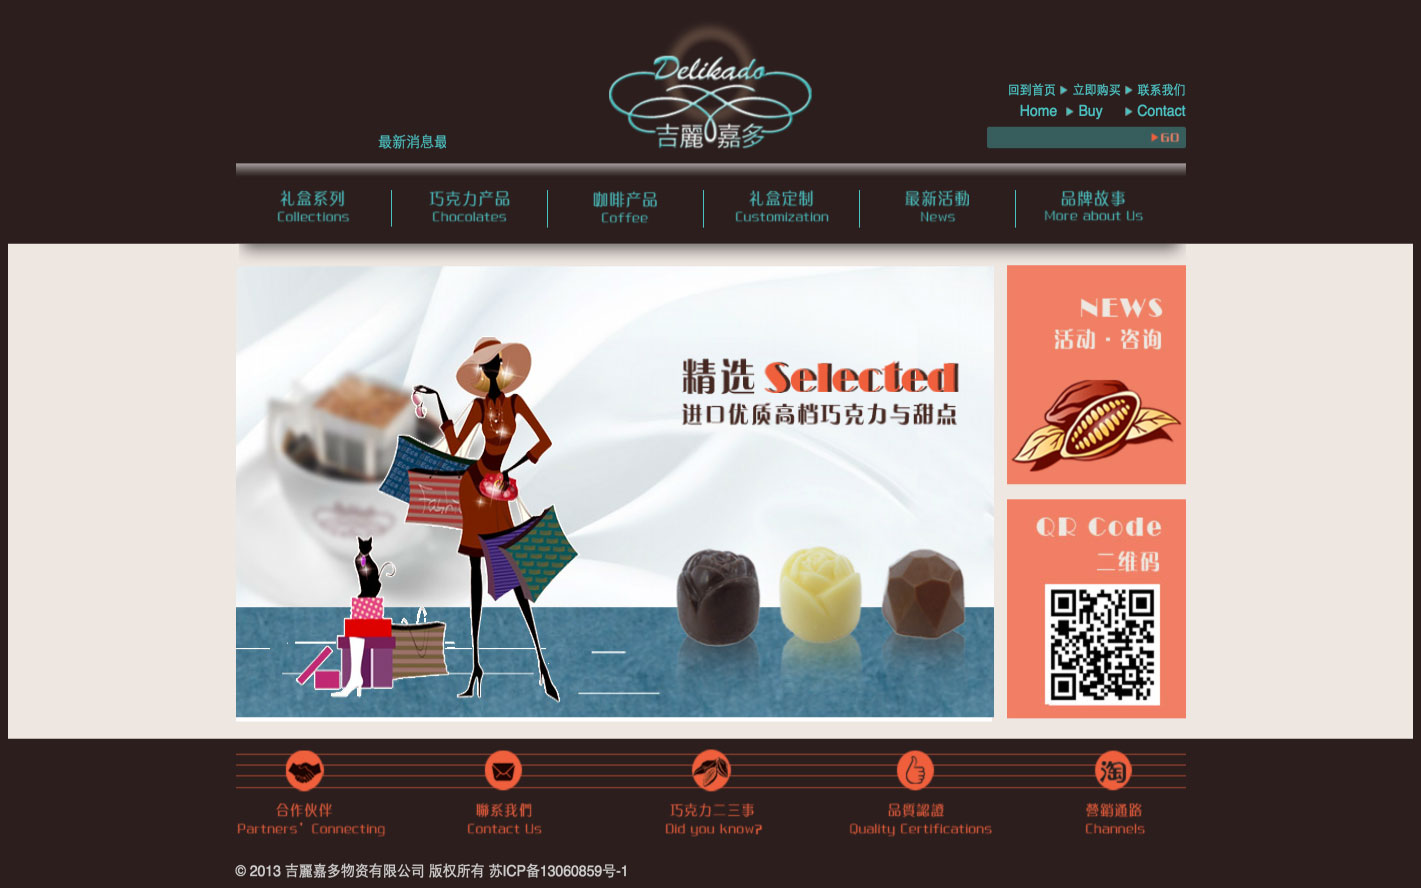 Delikado
吉麗嘉多
回到首页 立即购买 联系我们
Home Buy Contact
GO
最新消息最
礼盒系列 巧克力产品 咖啡产品 礼盒定制 最新活動 品牌故事
Collections Chocolates Coffee Customization News More about Us
精选 Selected
进口优质高档巧克力与甜点
NEWS
活动·咨询
QR Code
二维码
淘
合作伙伴 聯系我們 巧克力二三事 品質認證 營銷通路
Partners' Connecting Contact Us Did you know? Quality Certifications Channels
© 2013 吉麗嘉多物资有限公司 版权所有 苏ICP备13060859号-1